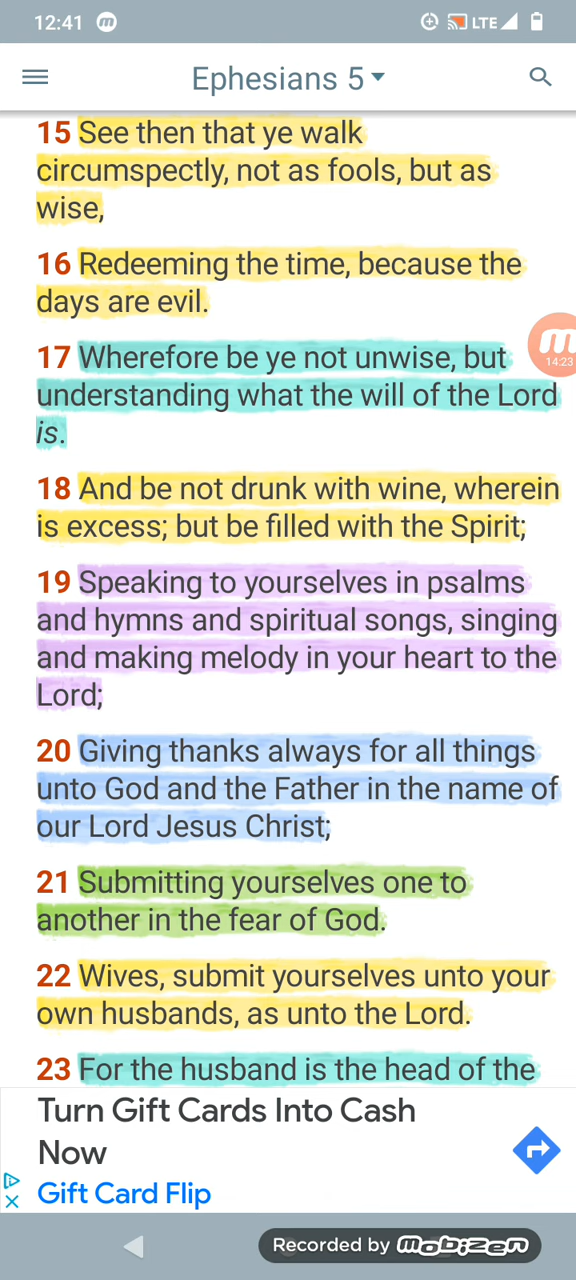 12:41 m LTE
Ephesians 5
15 See then that ye walk
circumspectly, not as fools, but as
wise,
16 Redeeming the time, because the
days are evil.
17 Wherefore be ye not unwise, but
understanding what the will of the Lord
is.
m
14:23
18 And be not drunk with wine, wherein
is excess; but be filled with the Spirit;
19 Speaking to yourselves in psalms
and hymns and spiritual songs, singing
and making melody in your heart to the
Lord;
20 Giving thanks always for all things
unto God and the Father in the name of
our Lord Jesus Christ;
21 Submitting yourselves one to
another in the fear of God.
22 Wives, submit yourselves unto your
own husbands, as unto the Lord.
23 For the husband is the head of the
Turn Gift Cards Into Cash
Now
Gift Card Flip
Recorded by mobizen